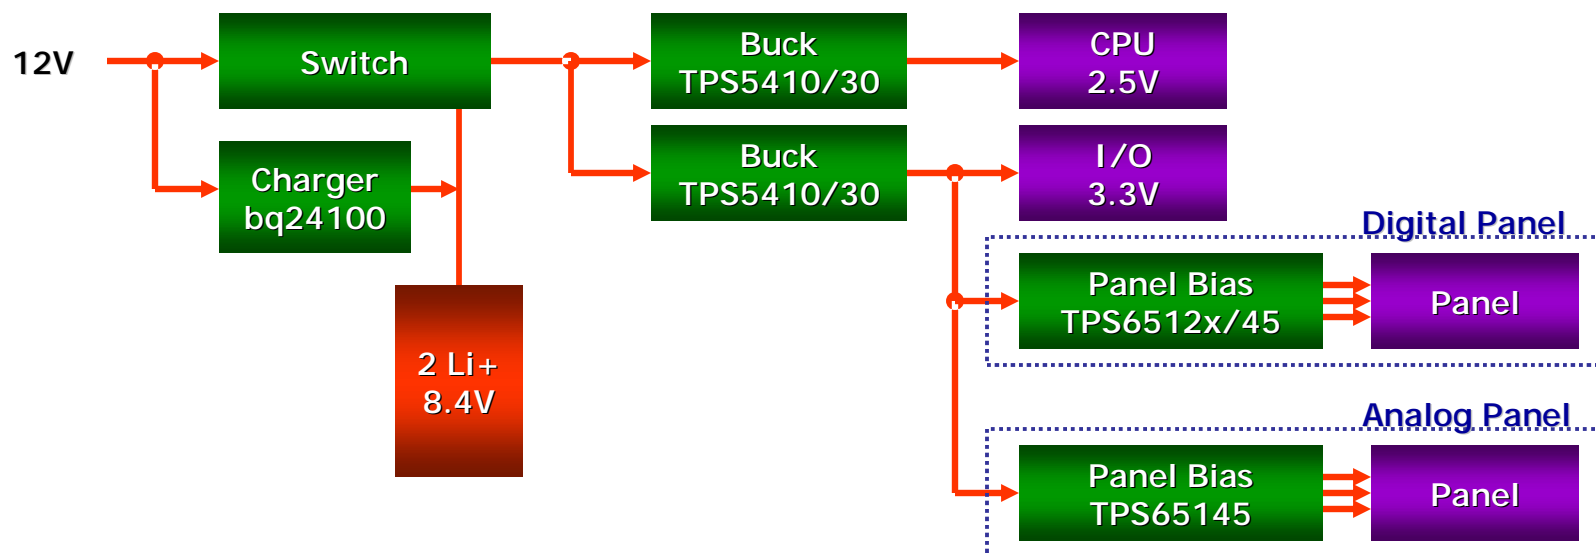 12V
Switch
Buck
TPS5410/30
CPU
2.5V
Charger
bq24100
Buck
TPS5410/30
I/O
3.3V
2 Li+
8.4V
Digital Panel
Panel Bias
TPS6512x/45
Panel
Analog Panel
Panel Bias
TPS65145
Panel